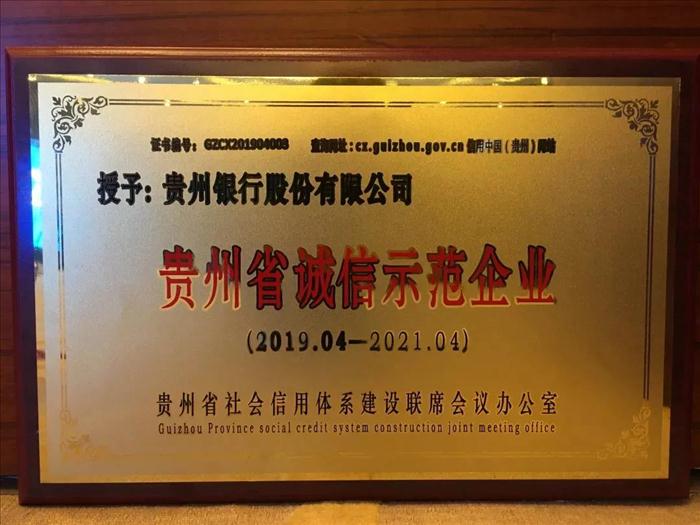 证书编号：GZCX201904003 查询网址：cx.guizhou.gov.cn 信用中国（贵州）网站
授予：贵州银行股份有限公司
贵州省诚信示范企业
(2019.04—2021.04)
贵州省社会信用体系建设联席会议办公室
Guizhou Province social credit system construction joint meeting office